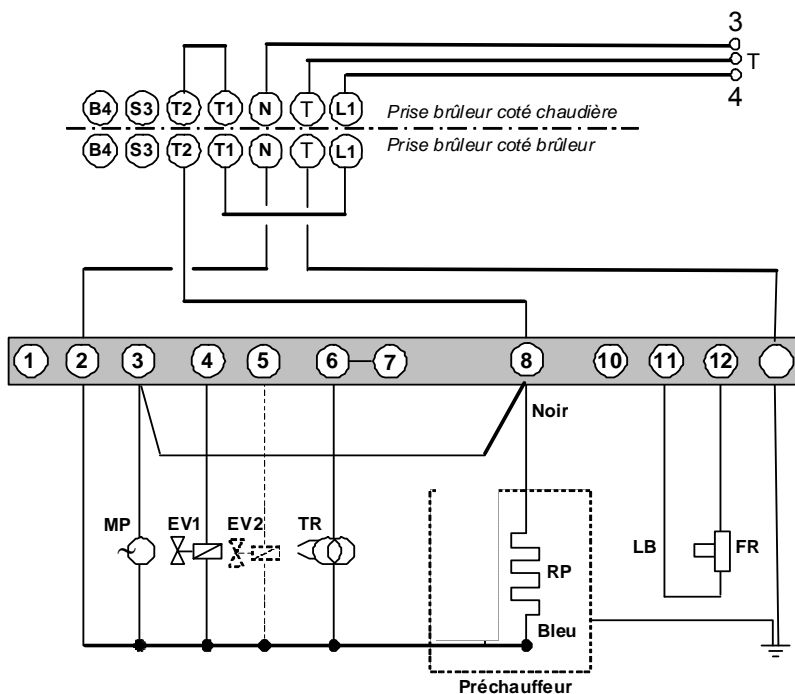 3
T
4
B4 S3 T2 T1 N T L1 Prise brûleur coté chaudière
B4 S3 T2 T1 N T L1 Prise brûleur coté brûleur
1 2 3 4 5 6 7 8 10 11 12
Noir
MP EV1 EV2 TR
RP
LB FR
Bleu
Préchauffeur